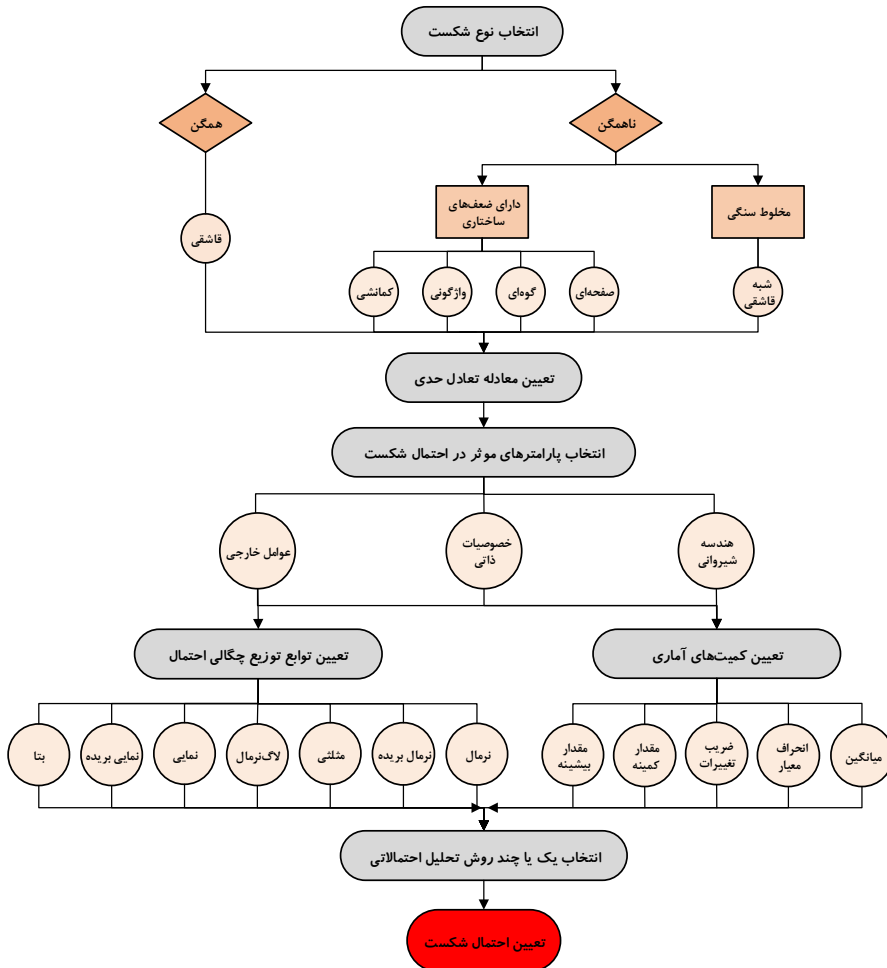 انتخاب نوع شکست
ناهمگن
همگن
مخلوط سنگی
دارای ضعف‌های
ساختاری
قاشقی
شبه
قاشقی
صفحه‌ای
گوه‌ای
واژگونی
کمانشی
تعیین معادله تعادل حدی
انتخاب پارامترهای موثر در احتمال شکست
هندسه
شیروانی
خصوصیات
ذاتی
عوامل خارجی
تعیین کمیت‌های آماری
تعیین توابع توزیع چگالی احتمال
میانگین
انحراف
معیار
ضریب
تغییرات
مقدار
کمینه
مقدار
بیشینه
نرمال
نرمال بریده
مثلثی
لاگ‌نرمال
نمایی
نمایی بریده
بتا
انتخاب یک یا چند روش تحلیل احتمالاتی
تعیین احتمال شکست